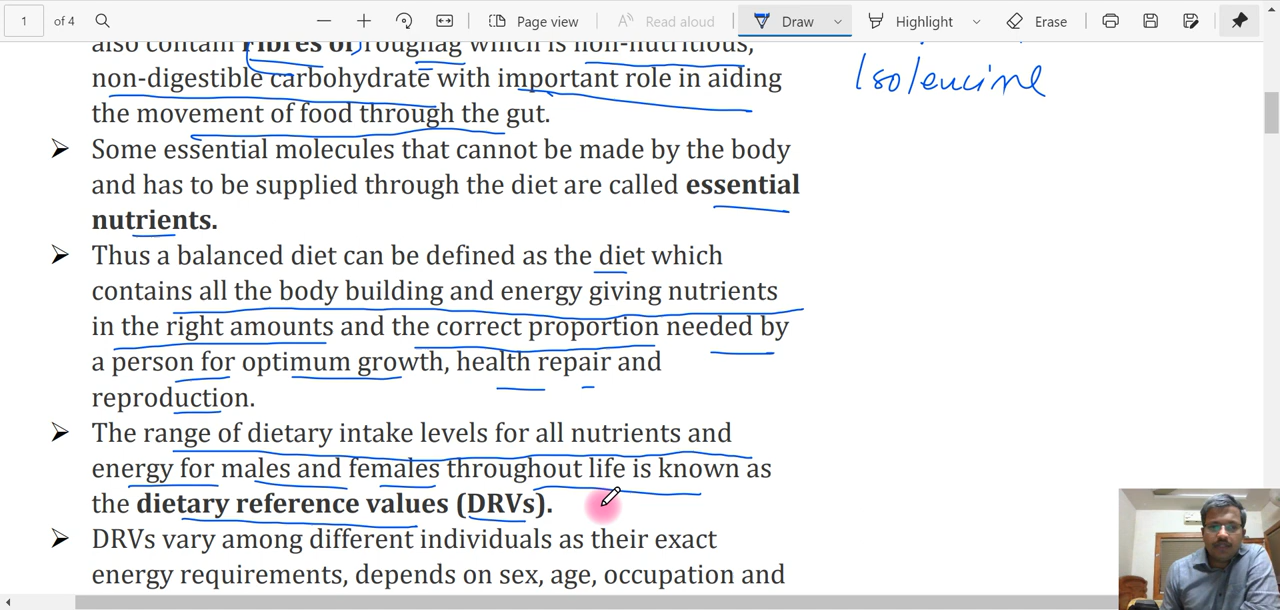 1 of 4 Page view Read aloud Draw Highlight Erase
also contain Fibres or roughag which is non-nutritious,
non-digestible carbohydrate with important role in aiding
the movement of food through the gut.
Isoleucine
➢ Some essential molecules that cannot be made by the body
and has to be supplied through the diet are called essential
nutrients.
➢ Thus a balanced diet can be defined as the diet which
contains all the body building and energy giving nutrients
in the right amounts and the correct proportion needed by
a person for optimum growth, health repair and
reproduction.
➢ The range of dietary intake levels for all nutrients and
energy for males and females throughout life is known as
the dietary reference values (DRVs).
➢ DRVs vary among different individuals as their exact
energy requirements, depends on sex, age, occupation and